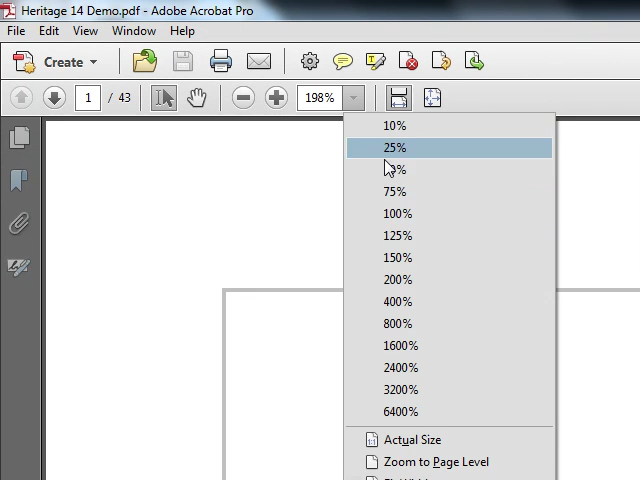 Heritage 14 Demo.pdf - Adobe Acrobat Pro
File Edit View Window Help
Create
1 / 43 198%
10%
25%
75%
100%
125%
150%
200%
400%
800%
1600%
2400%
3200%
6400%
Actual Size
Zoom to Page Level